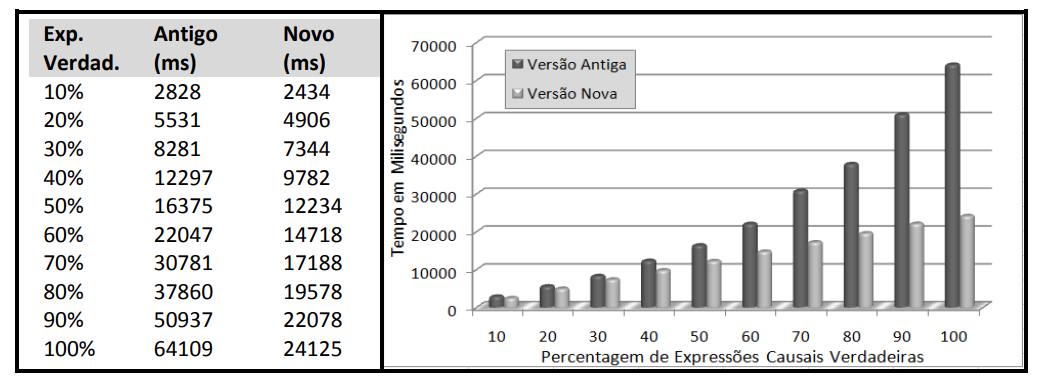 Exp. Antigo Novo
Verdad. (ms) (ms)
10% 2828 2434
20% 5531 4906
30% 8281 7344
40% 12297 9782
50% 16375 12234
60% 22047 14718
70% 30781 17188
80% 37860 19578
90% 50937 22078
100% 64109 24125
70000
60000
50000
40000
30000
20000
10000
0
Tempo em Milisegundos
Versão Antiga
Versão Nova
10 20 30 40 50 60 70 80 90 100
Percentagem de Expressões Causais Verdadeiras